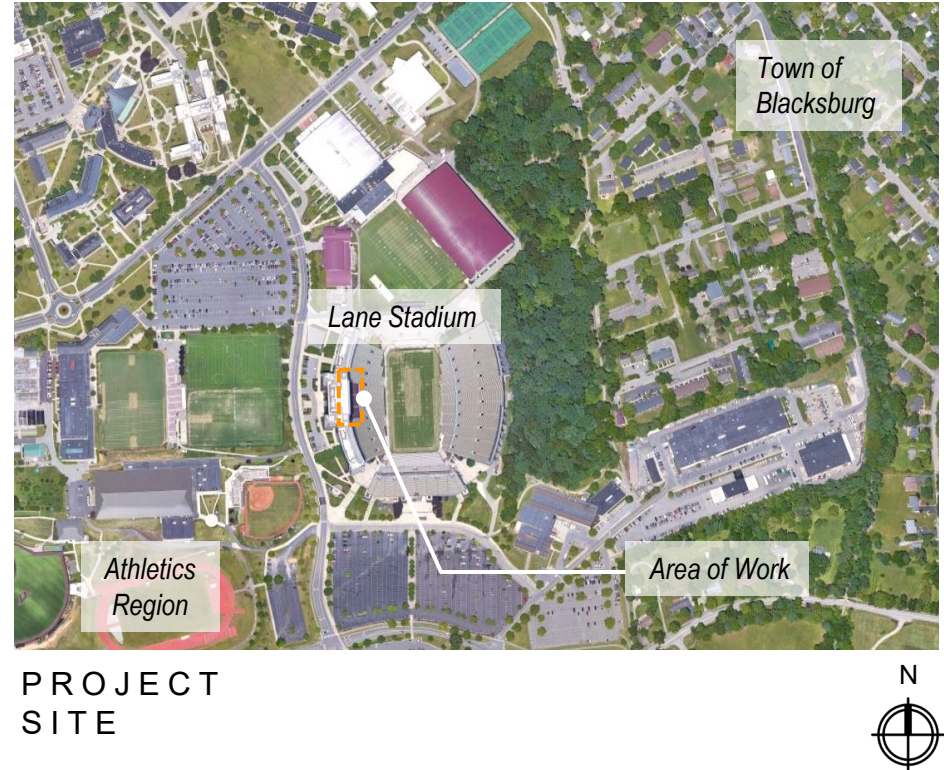 Town of
Blacksburg
Lane Stadium
Athletics
Region
Area of Work
PROJECT
SITE
N